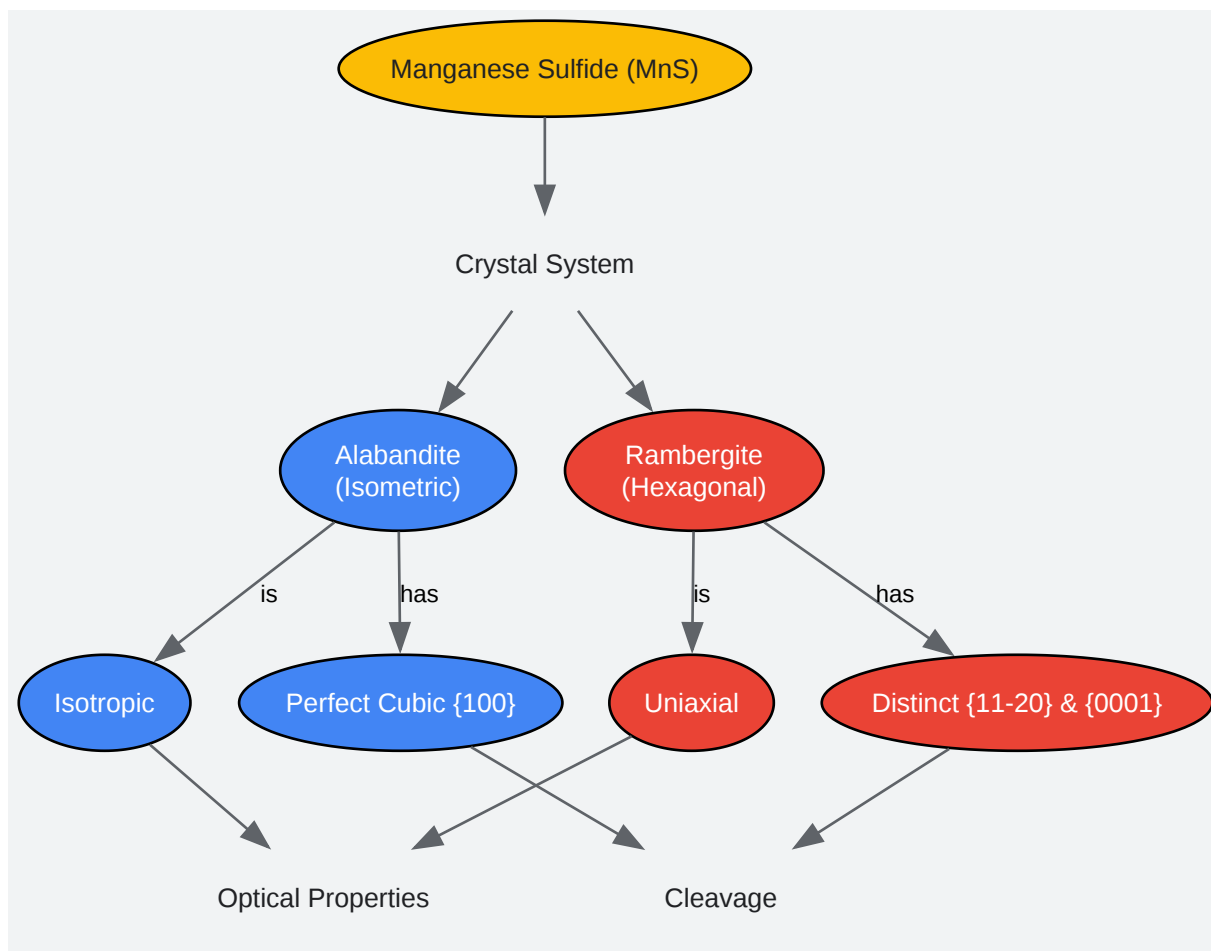 Manganese Sulfide (MnS)
Crystal System
Alabandite
(Isometric)
Rambergite
(Hexagonal)
is
has
is
has
Isotropic
Perfect Cubic {100}
Uniaxial
Distinct {11-20} & {0001}
Optical Properties
Cleavage